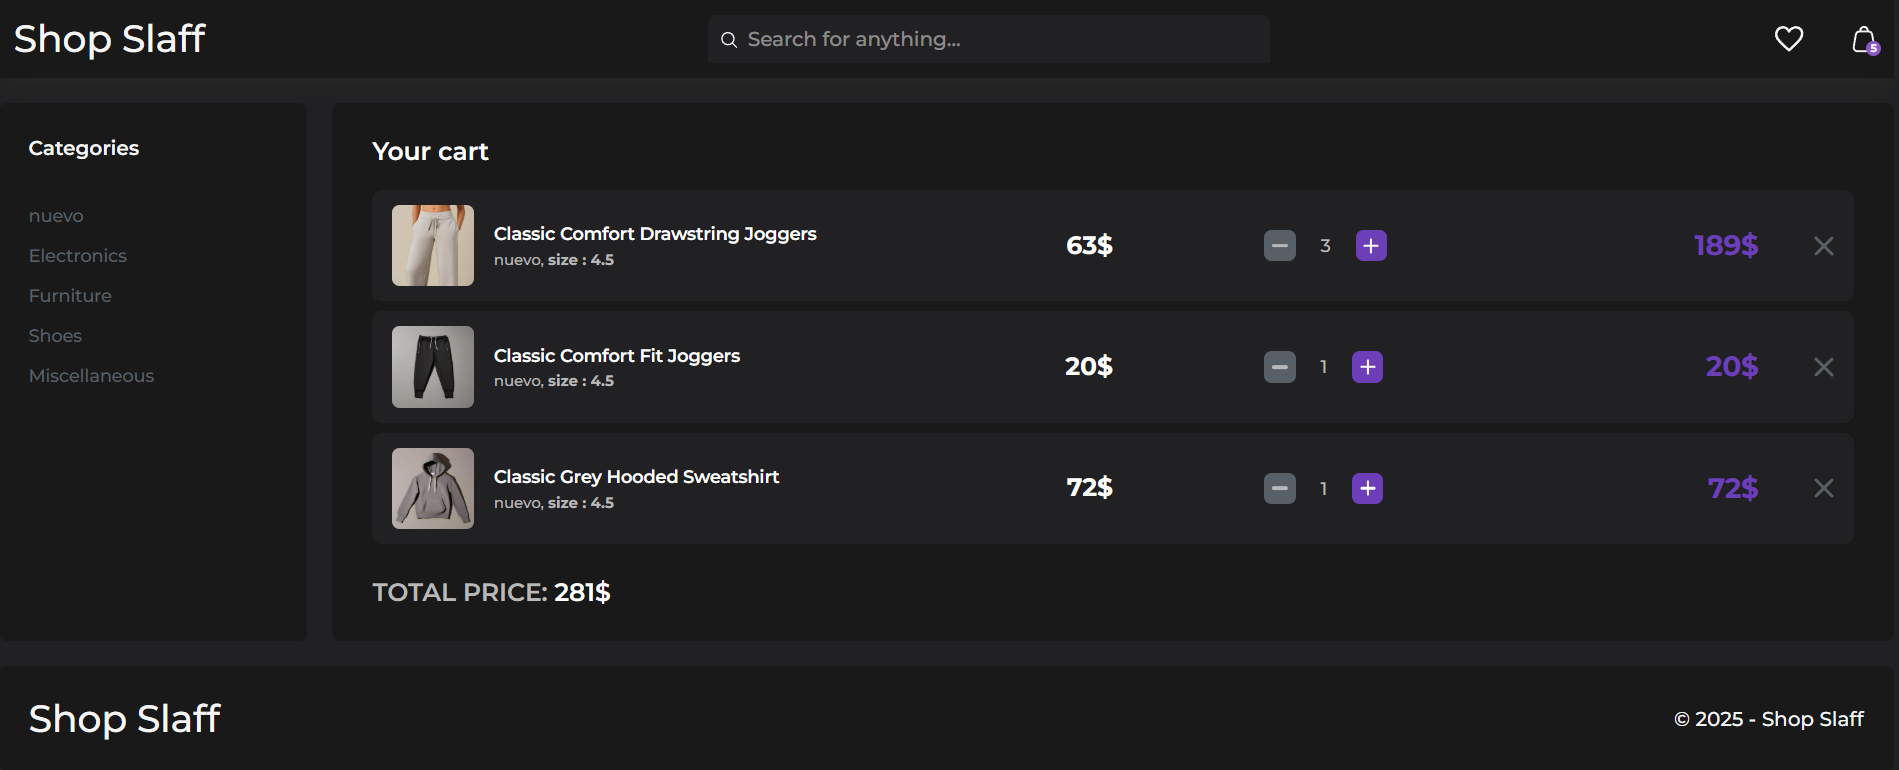 Shop Slaff
Search for anything...
5
Categories
nuevo
Electronics
Furniture
Shoes
Miscellaneous
Your cart
Classic Comfort Drawstring Joggers
nuevo, size : 4.5
63$
3
189$
Classic Comfort Fit Joggers
nuevo, size : 4.5
20$
1
20$
Classic Grey Hooded Sweatshirt
nuevo, size : 4.5
72$
1
72$
TOTAL PRICE: 281$
Shop Slaff
© 2025 - Shop Slaff